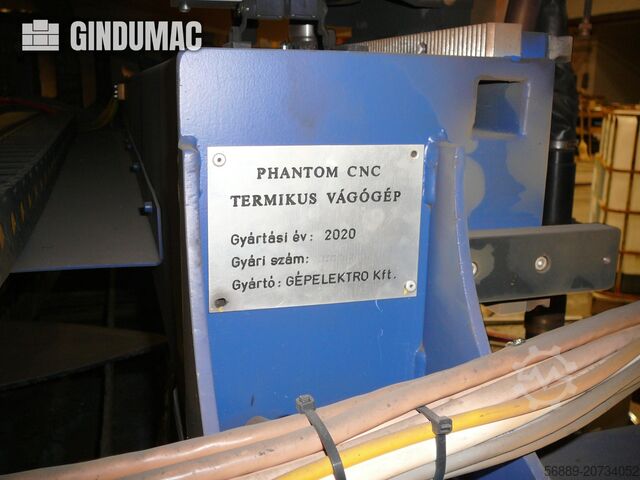 GINDUMAC
PHANTOM CNC
TERMIKUS VÁGÓGÉP
Gyártási év: 2020
Gyári szám:
Gyártó: GÉPELEKTRO Kft.
56889-20734052